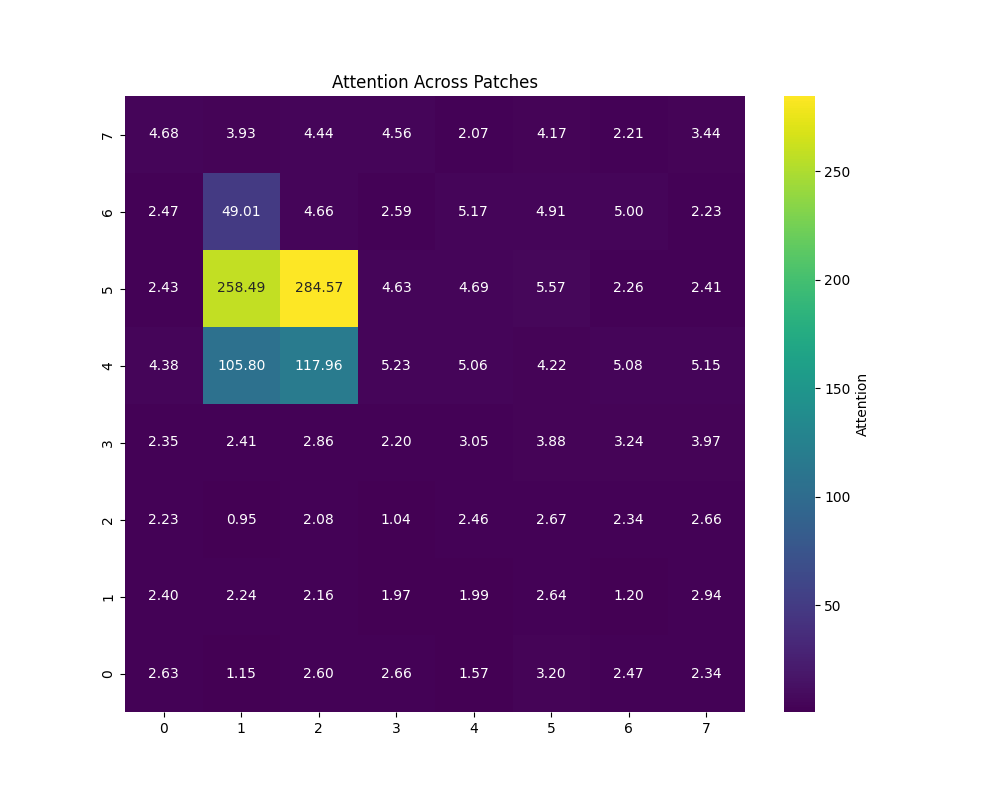 Attention Across Patches
7 4.68 3.93 4.44 4.56 2.07 4.17 2.21 3.44
6 2.47 49.01 4.66 2.59 5.17 4.91 5.00 2.23
5 2.43 258.49 284.57 4.63 4.69 5.57 2.26 2.41
4 4.38 105.80 117.96 5.23 5.06 4.22 5.08 5.15
3 2.35 2.41 2.86 2.20 3.05 3.88 3.24 3.97
2 2.23 0.95 2.08 1.04 2.46 2.67 2.34 2.66
1 2.40 2.24 2.16 1.97 1.99 2.64 1.20 2.94
0 2.63 1.15 2.60 2.66 1.57 3.20 2.47 2.34
0 1 2 3 4 5 6 7
250
200
150
100
50
Attention